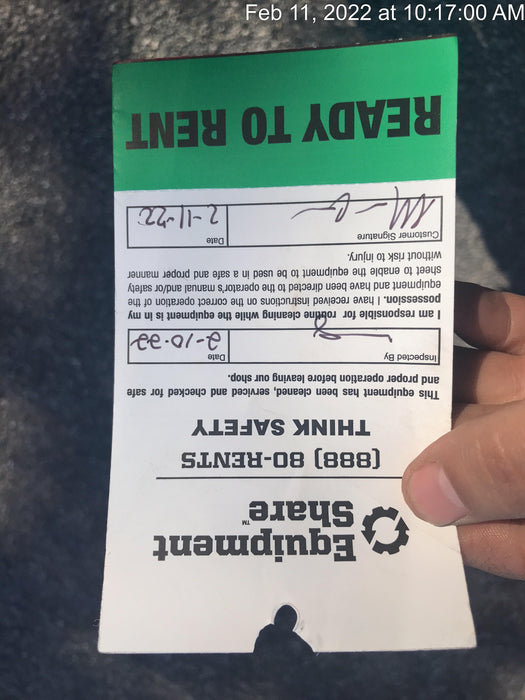 Feb 11, 2022 at 10:17:00 AM
Equipment
Share™
(888) 80-RENTS
THINK SAFETY
This equipment has been cleaned, serviced and checked for safe
and proper operation before leaving our shop.
Inspected By
Date
2-10-22
I am responsible for routine cleaning while the equipment is in my
possession. I have received instructions on the correct operation of the
equipment and have been directed to the operator's manual and/or safety
sheet to enable the equipment to be used in a safe and proper manner
without risk to injury.
Customer Signature
Date
2-11-22
READY TO RENT